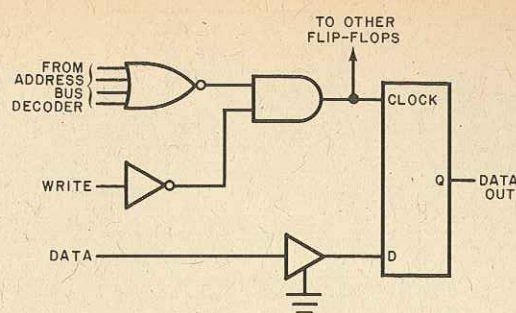 TO OTHER
FLIP-FLOPS
FROM
ADDRESS
BUS
DECODER
CLOCK
WRITE
Q
DATA
OUT
DATA
D